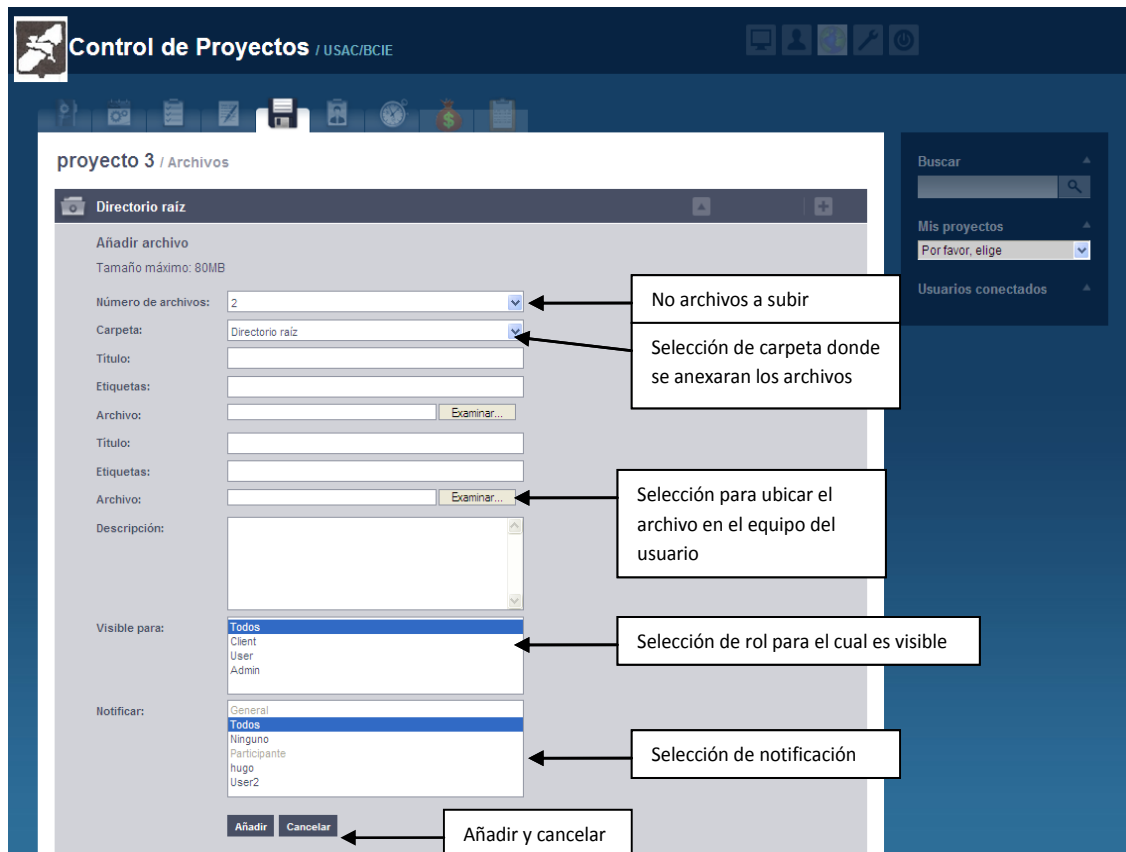 Control de Proyectos / USAC/BCIE
proyecto 3 / Archivos
Directorio raíz
Añadir archivo
Tamaño máximo: 80MB
Número de archivos: 2
Carpeta: Directorio raíz
Título:
Etiquetas:
Archivo: Examinar...
Título:
Etiquetas:
Archivo: Examinar...
Descripción:
Visible para: Todos
Client
User
Admin
Notificar: General
Todos
Ninguno
Participante
hugo
User2
Añadir Cancelar
No archivos a subir
Selección de carpeta donde
se anexaran los archivos
Selección para ubicar el
archivo en el equipo del
usuario
Selección de rol para el cual es visible
Selección de notificación
Añadir y cancelar
Buscar
Mis proyectos
Por favor, elige
Usuarios conectados